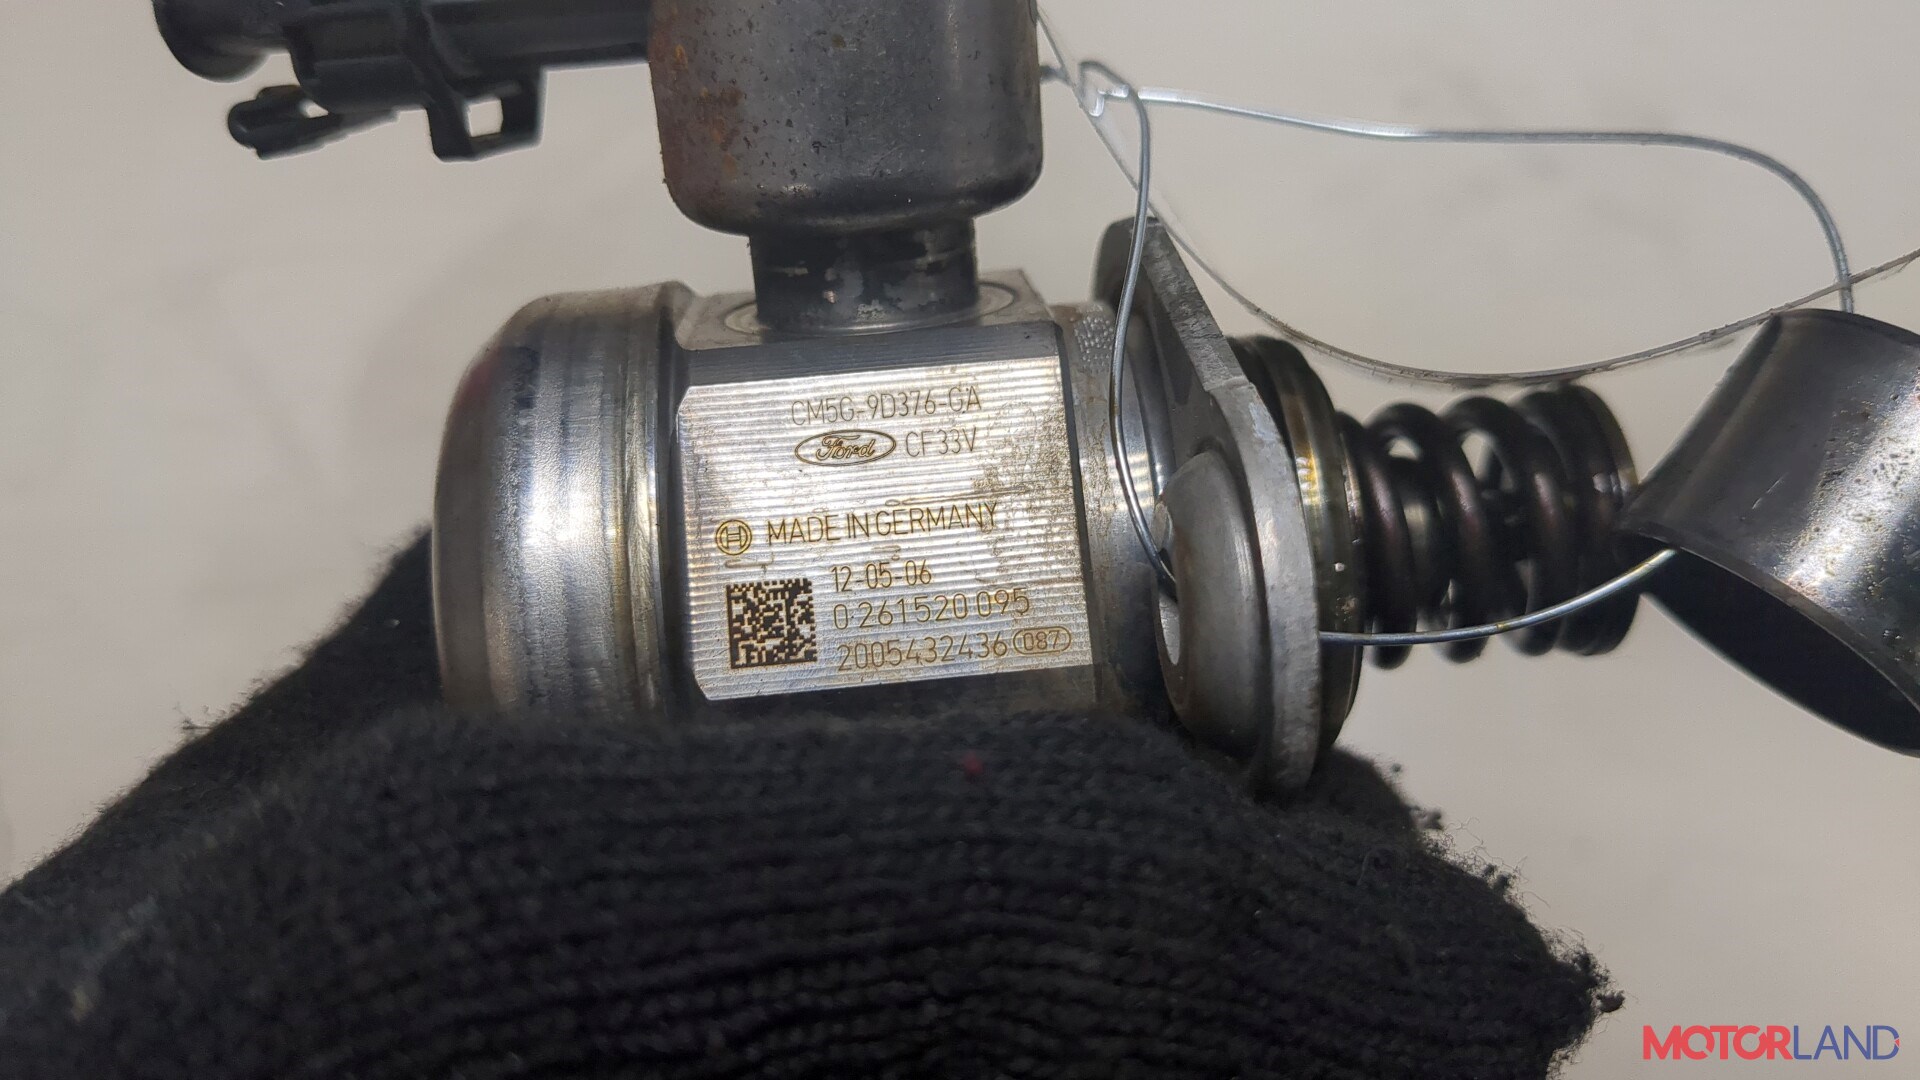 CM5G-9D376-GA
Ford CF33V
MADE IN GERMANY
12-05-06
0 261 520 095
2005432436 087
MOTORLAND